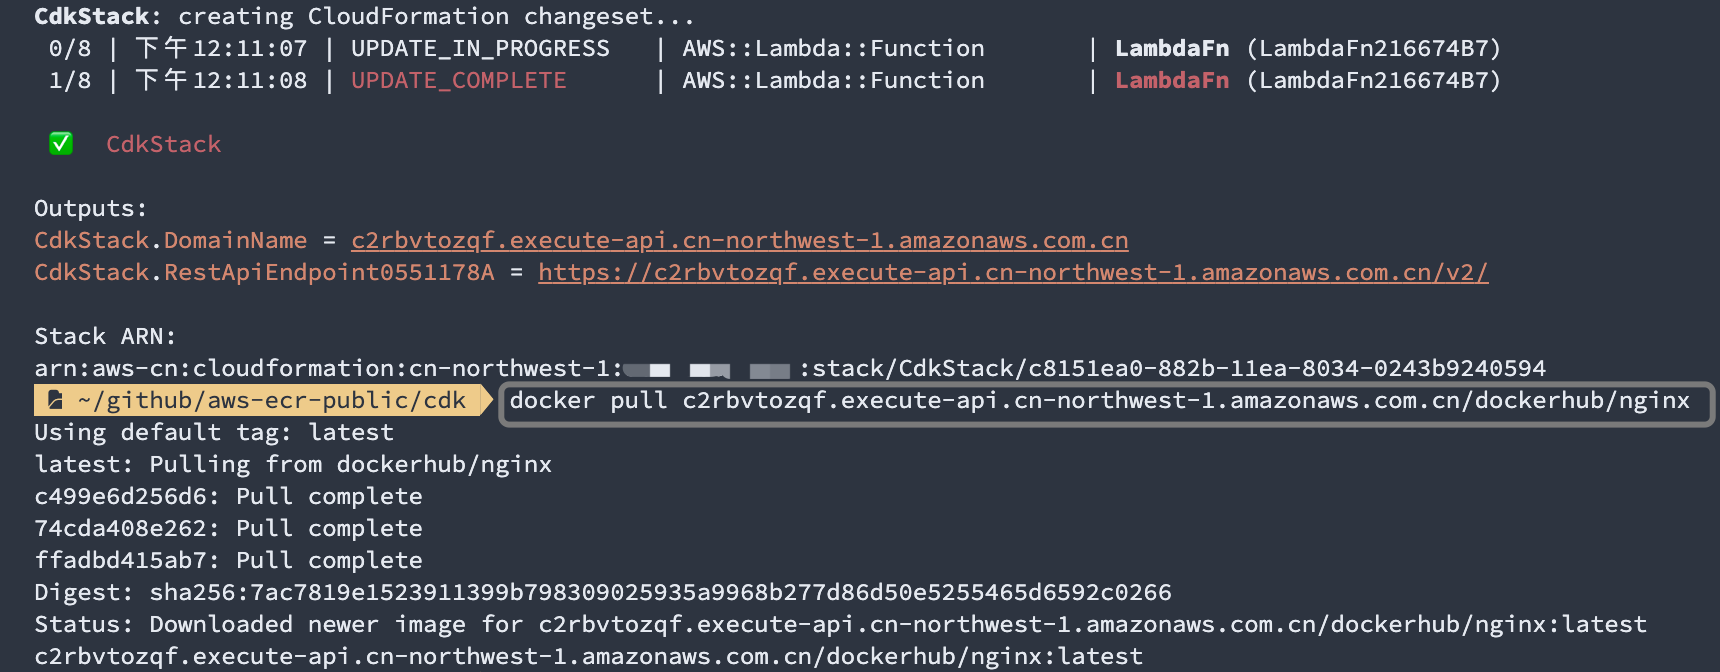 CdkStack: creating CloudFormation changeset...
0/8 | 下午12:11:07 | UPDATE_IN_PROGRESS | AWS::Lambda::Function | LambdaFn (LambdaFn216674B7)
1/8 | 下午12:11:08 | UPDATE_COMPLETE | AWS::Lambda::Function | LambdaFn (LambdaFn216674B7)
✅ CdkStack
Outputs:
CdkStack.DomainName = c2rbvtozqf.execute-api.cn-northwest-1.amazonaws.com.cn
CdkStack.RestApiEndpoint0551178A = https://c2rbvtozqf.execute-api.cn-northwest-1.amazonaws.com.cn/v2/
Stack ARN:
arn:aws-cn:cloudformation:cn-northwest-1: :stack/CdkStack/c8151ea0-882b-11ea-8034-0243b9240594
~/github/aws-ecr-public/cdk docker pull c2rbvtozqf.execute-api.cn-northwest-1.amazonaws.com.cn/dockerhub/nginx
Using default tag: latest
latest: Pulling from dockerhub/nginx
c499e6d256d6: Pull complete
74cda408e262: Pull complete
ffadbd415ab7: Pull complete
Digest: sha256:7ac7819e1523911399b798309025935a9968b277d86d50e5255465d6592c0266
Status: Downloaded newer image for c2rbvtozqf.execute-api.cn-northwest-1.amazonaws.com.cn/dockerhub/nginx:latest
c2rbvtozqf.execute-api.cn-northwest-1.amazonaws.com.cn/dockerhub/nginx:latest